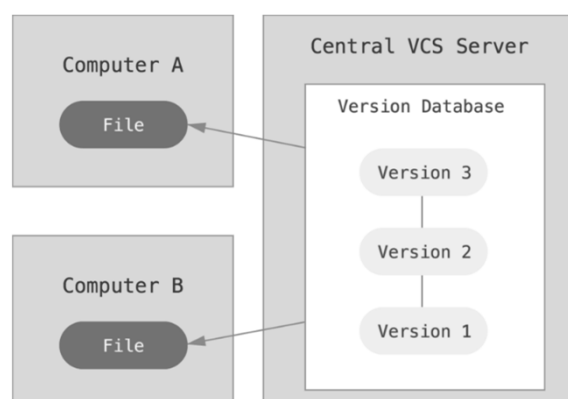 Computer A
File
Computer B
File
Central VCS Server
Version Database
Version 3
Version 2
Version 1